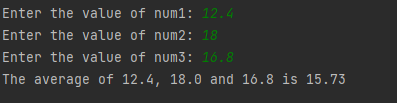 Enter the value of num1: 12.4
Enter the value of num2: 18
Enter the value of num3: 16.8
The average of 12.4, 18.0 and 16.8 is 15.73